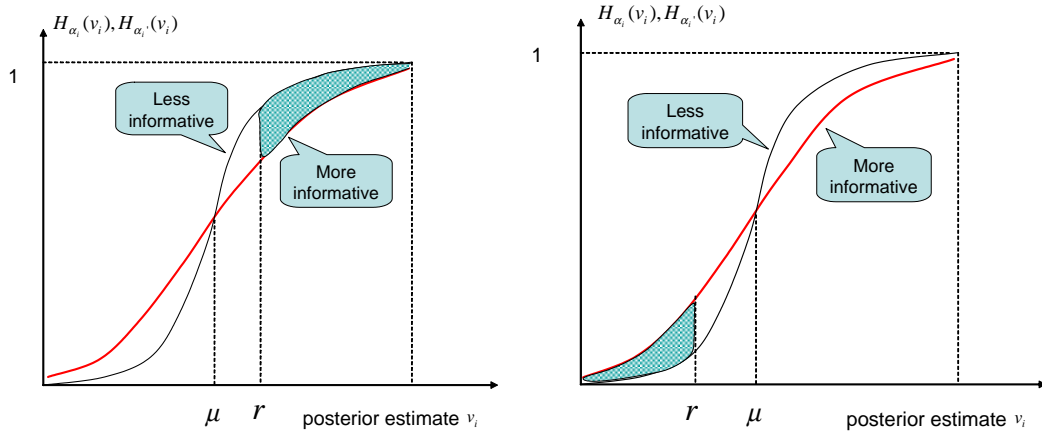 H_{α_i}(v_i), H_{α_i'}(v_i)
1
Less
informative
More
informative
μ
r
posterior estimate v_i
H_{α_i}(v_i), H_{α_i'}(v_i)
1
Less
informative
More
informative
r
μ
posterior estimate v_i